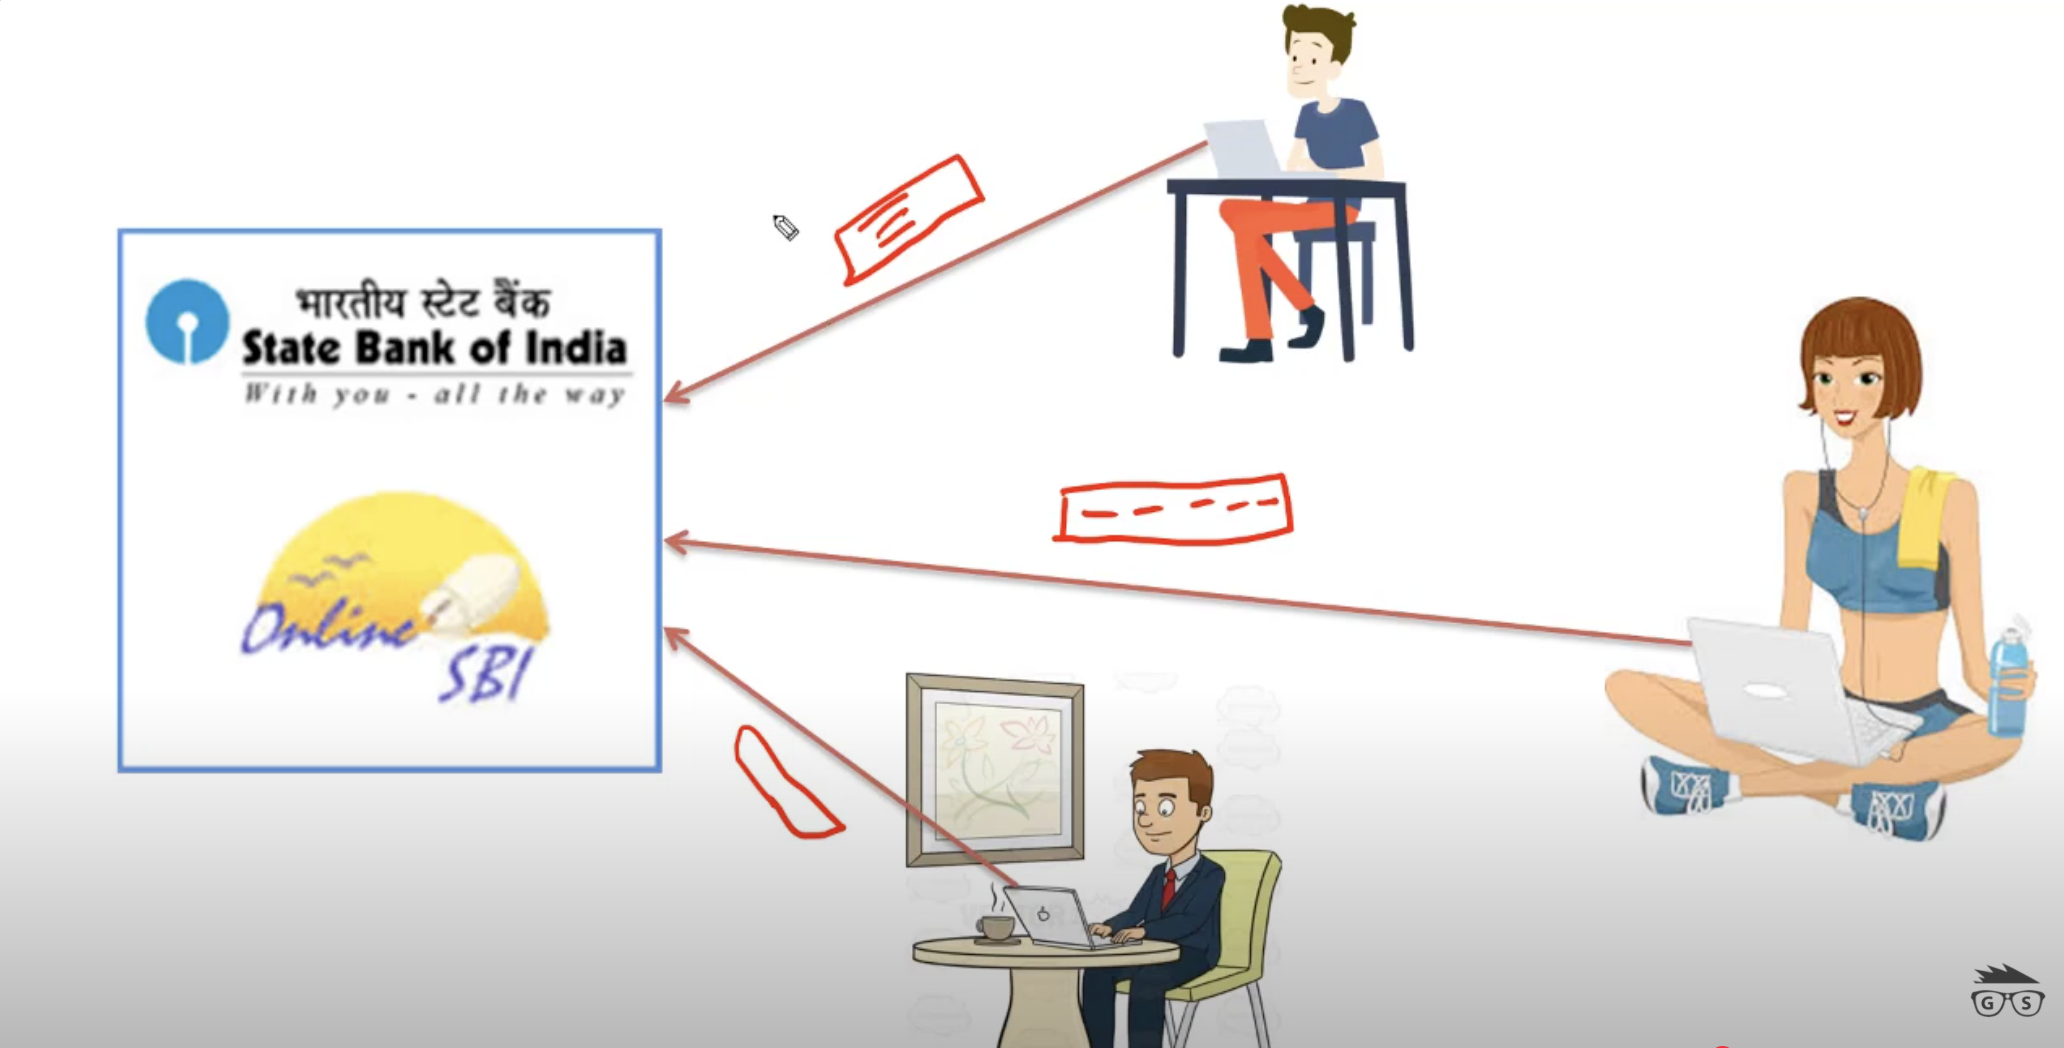 भारतीय स्टेट बैंक
State Bank of India
With you - all the way
Online
SBI
G S